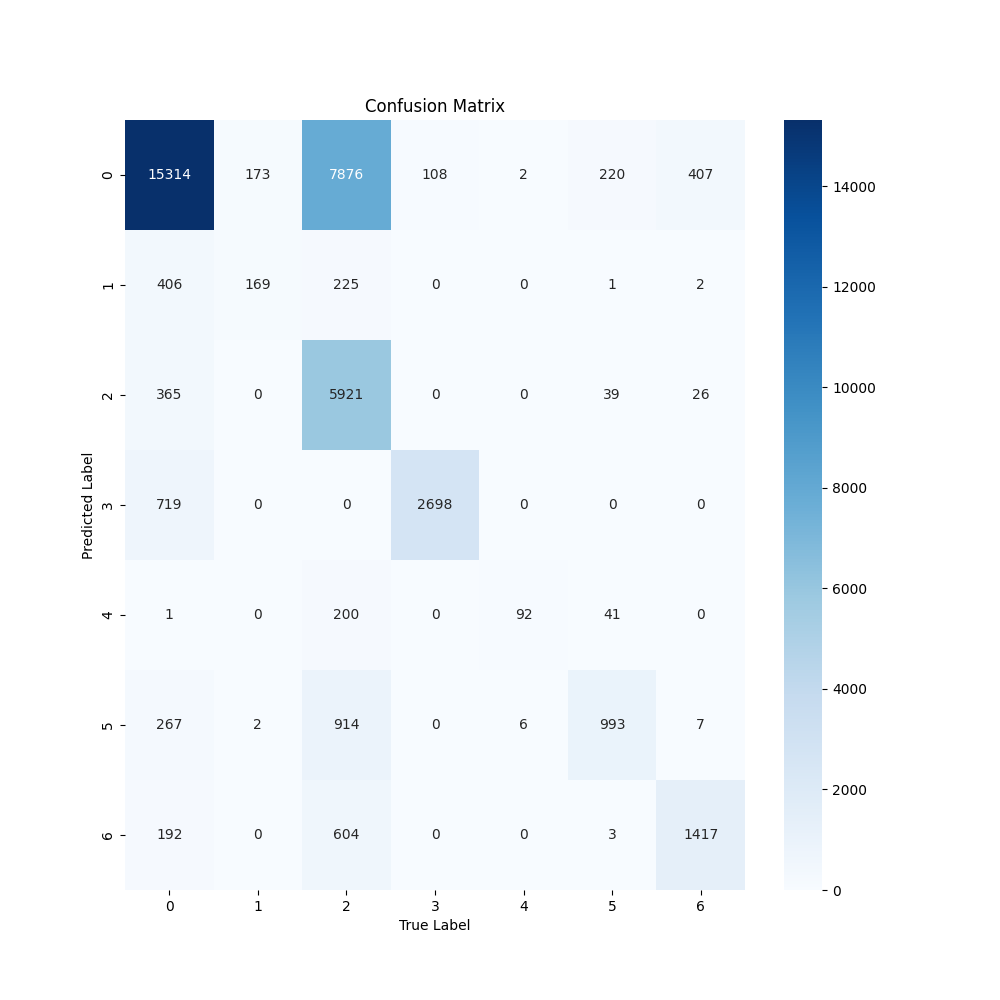 Confusion Matrix
0 15314 173 7876 108 2 220 407
1 406 169 225 0 0 1 2
2 365 0 5921 0 0 39 26
3 719 0 0 2698 0 0 0
4 1 0 200 0 92 41 0
5 267 2 914 0 6 993 7
6 192 0 604 0 0 3 1417
0 1 2 3 4 5 6
True Label
Predicted Label
14000
12000
10000
8000
6000
4000
2000
0